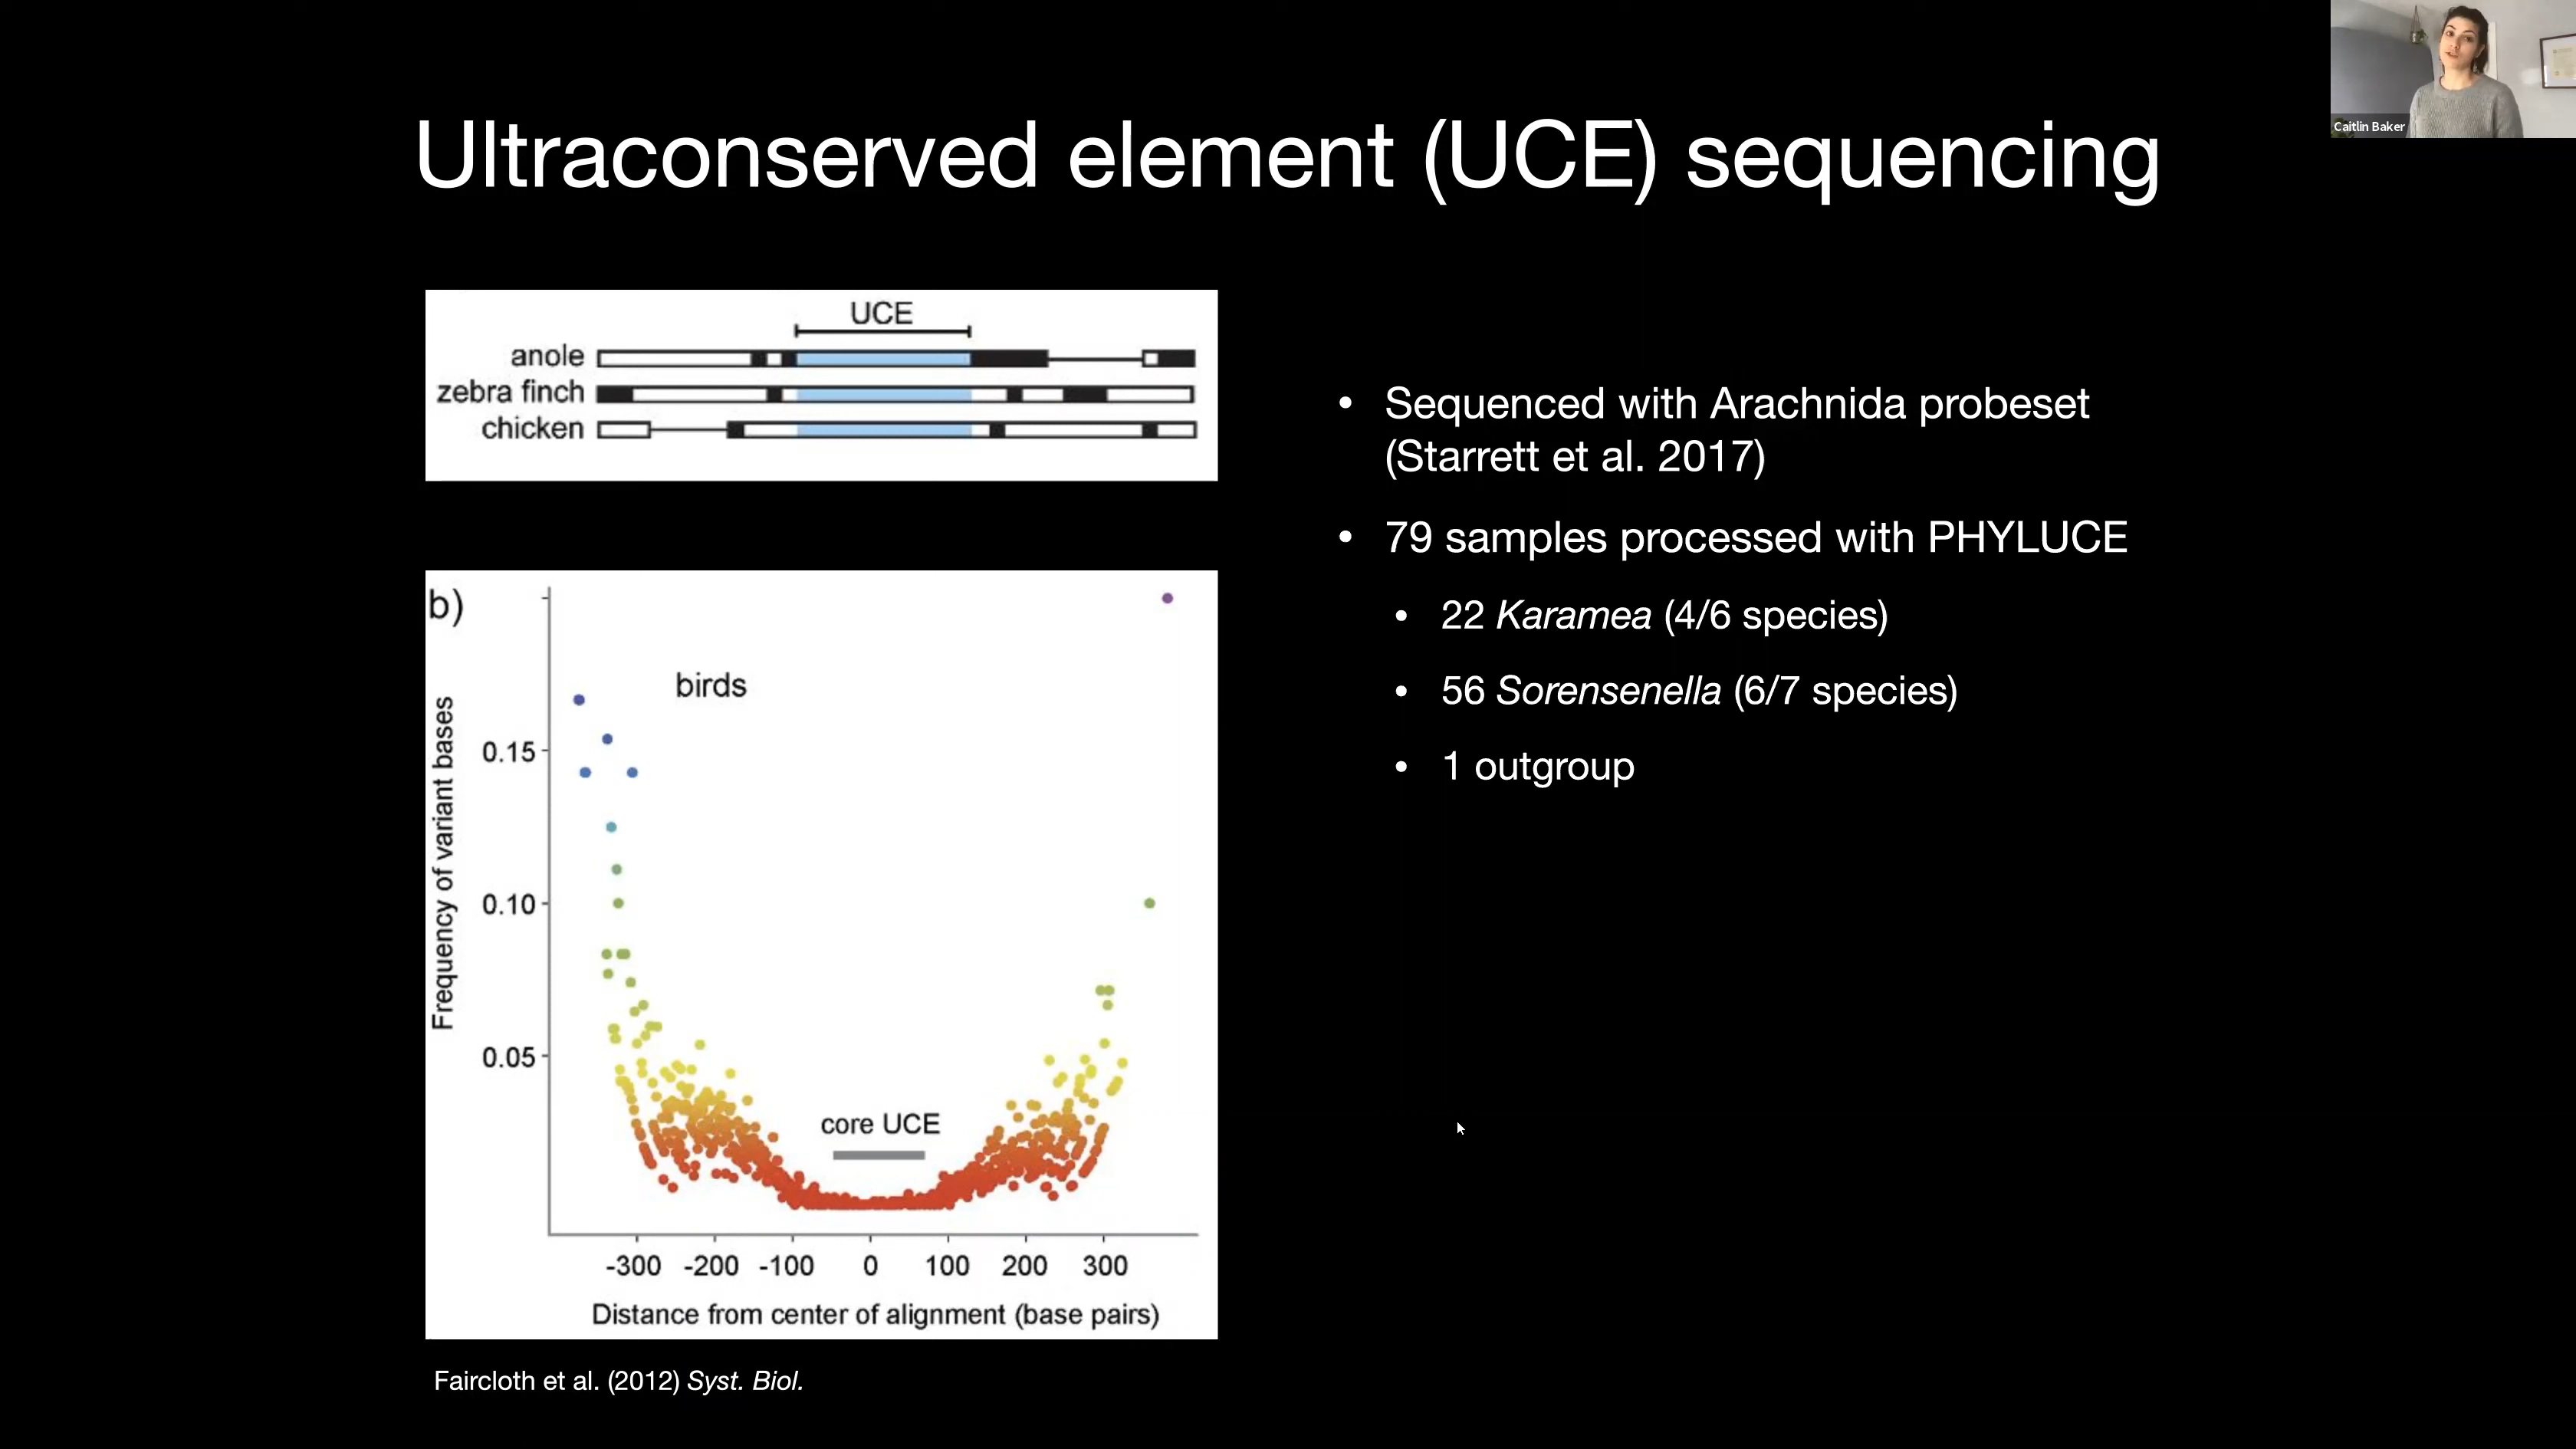 Caitlin Baker
Ultraconserved element (UCE) sequencing
UCE
anole
zebra finch
chicken
b)
birds
Frequency of variant bases
0.15
0.10
0.05
core UCE
-300 -200 -100 0 100 200 300
Distance from center of alignment (base pairs)
Faircloth et al. (2012) Syst. Biol.
• Sequenced with Arachnida probeset
(Starrett et al. 2017)
• 79 samples processed with PHYLUCE
• 22 Karamea (4/6 species)
• 56 Sorensenella (6/7 species)
• 1 outgroup